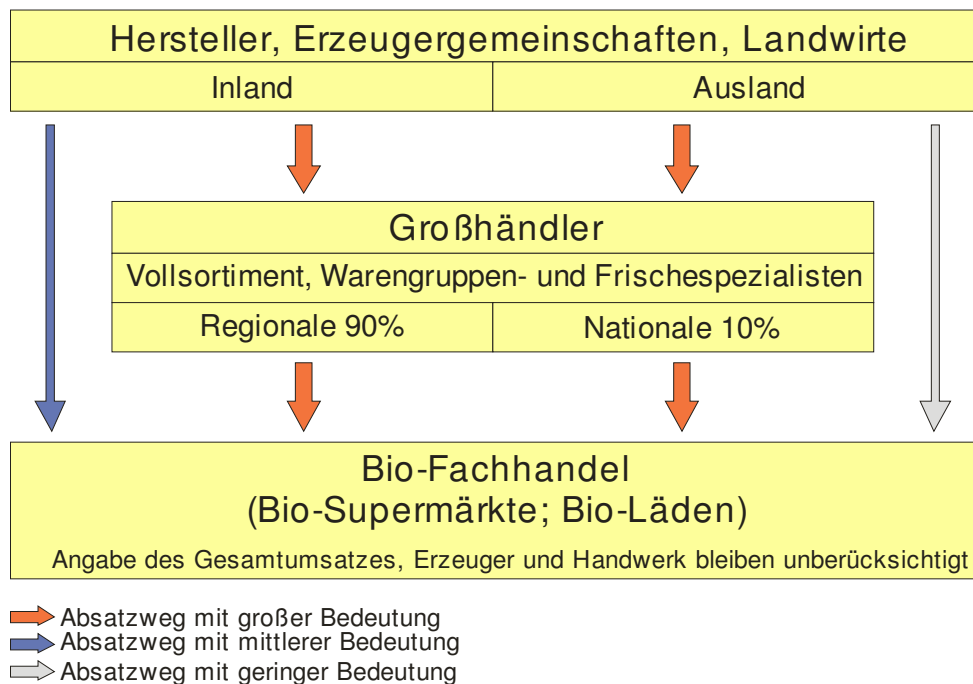 Hersteller, Erzeugergemeinschaften, Landwirte
Inland
Ausland
Großhändler
Vollsortiment, Warengruppen- und Frischespezialisten
Regionale 90%
Nationale 10%
Bio-Fachhandel
(Bio-Supermärkte; Bio-Läden)
Angabe des Gesamtumsatzes, Erzeuger und Handwerk bleiben unberücksichtigt
Absatzweg mit großer Bedeutung
Absatzweg mit mittlerer Bedeutung
Absatzweg mit geringer Bedeutung